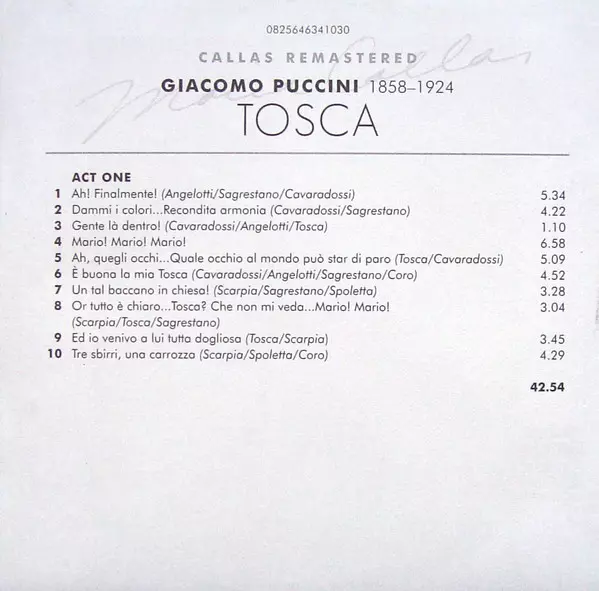 0825646341030
CALLAS REMASTERED
Maria Callas
GIACOMO PUCCINI 1858–1924
TOSCA
ACT ONE
1 Ah! Finalmente! (Angelotti/Sagrestano/Cavaradossi) 5.34
2 Dammi i colori...Recondita armonia (Cavaradossi/Sagrestano) 4.22
3 Gente là dentro! (Cavaradossi/Angelotti/Tosca) 1.10
4 Mario! Mario! Mario! 6.58
5 Ah, quegli occhi...Quale occhio al mondo può star di paro (Tosca/Cavaradossi) 5.09
6 È buona la mia Tosca (Cavaradossi/Angelotti/Sagrestano/Coro) 4.52
7 Un tal baccano in chiesa! (Scarpia/Sagrestano/Spoletta) 3.28
8 Or tutto è chiaro...Tosca? Che non mi veda...Mario! Mario! 3.04
(Scarpia/Tosca/Sagrestano)
9 Ed io venivo a lui tutta dogliosa (Tosca/Scarpia) 3.45
10 Tre sbirri, una carrozza (Scarpia/Spoletta/Coro) 4.29
42.54